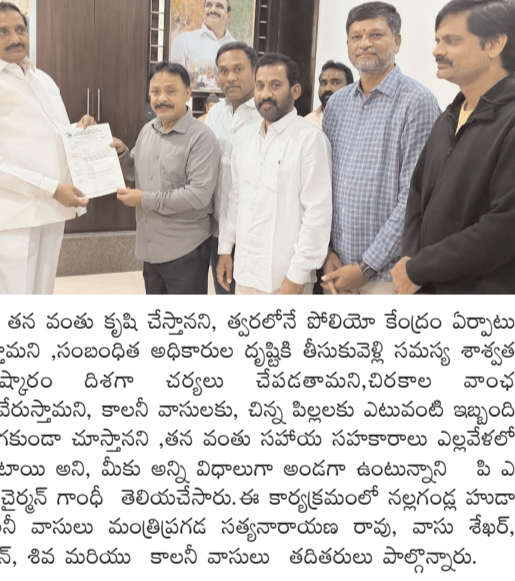 తన వంతు కృషి చేస్తానని, త్వరలోనే పోలియో కేంద్రం ఏర్పాటు
్తామని ,సంబంధిత అధికారుల దృష్టికి తీసుకువెళ్లి సమస్య శాశ్వత
ష్కారం దిశగా చర్యలు చేపడతామని,చిరకాల వాంఛ
వేరుస్తామని, కాలనీ వాసులకు, చిన్న పిల్లలకు ఎటువంటి ఇబ్బంది
గకుండా చూస్తానని ,తన వంతు సహాయ సహకారాలు ఎల్లవేళలో
టాయి అని, మీకు అన్ని విధాలుగా అండగా ఉంటున్నాని పి ఎ
చైర్మన్ గాంధీ తెలియచేసారు.ఈ కార్యక్రమంలో నల్లగండ్ల హుడా
నీ వాసులు మంత్రిప్రగడ సత్యనారాయణ రావు, వాసు శేఖర్,
న్, శివ మరియు కాలనీ వాసులు తదితరులు పాల్గొన్నారు.